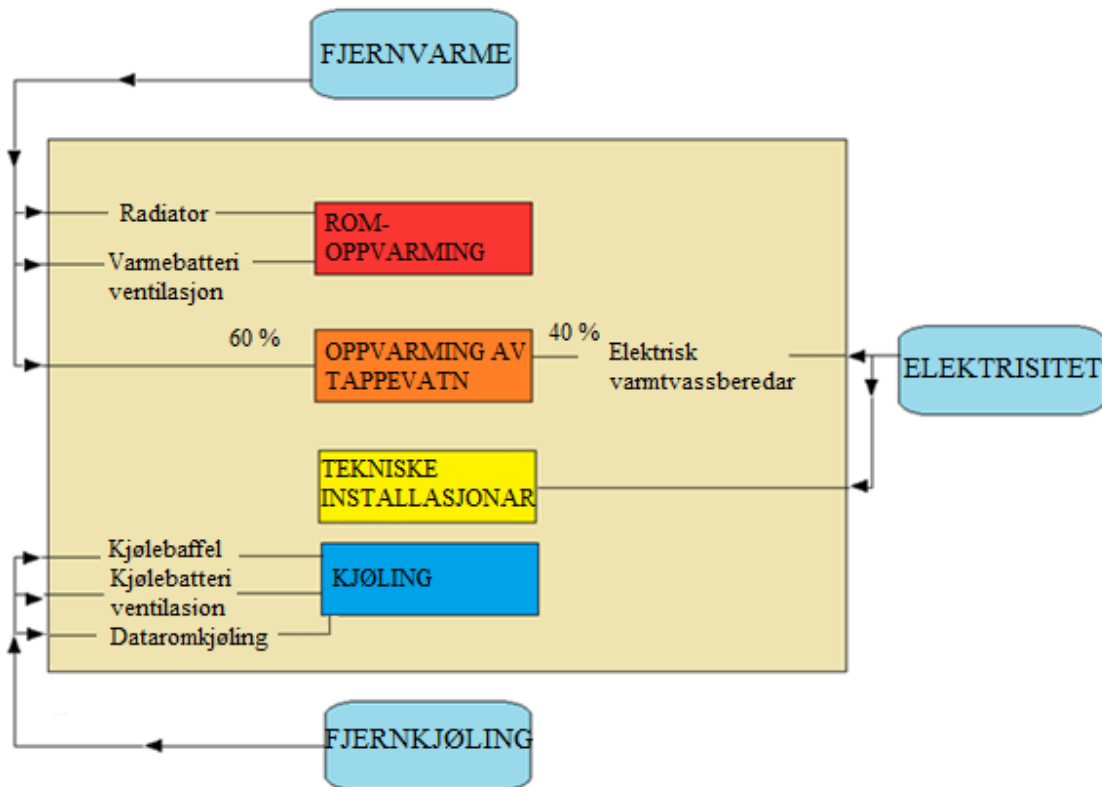 FJERNVARME
Radiator
ROM-
OPPVARMING
Varmebatteri
ventilasjon
60 %
OPPVARMING AV
TAPPEVATN
40 %
Elektrisk
varmtvassberedar
ELEKTRISITET
TEKNISKE
INSTALLASJONAR
Kjølebaffel
Kjølebatteri
ventilasion
Dataromkjøling
KJØLING
FJERNKJØLING